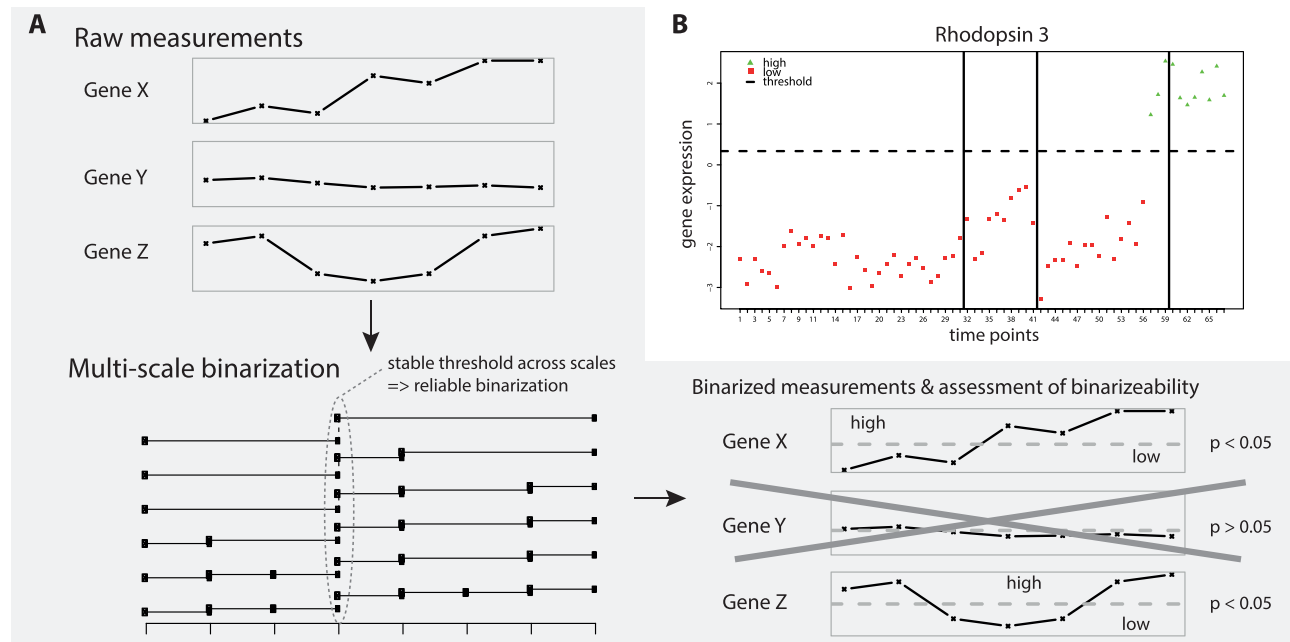 A
Raw measurements
Gene X
Gene Y
Gene Z
Multi-scale binarization
stable threshold across scales
=> reliable binarization
B
Rhodopsin 3
high
low
threshold
gene expression
2
1
0
−1
−2
−3
1 3 5 7 9 11 13 15 17 20 23 26 29 32 35 38 41 44 47 50 53 56 59 62 65
time points
Binarized measurements & assessment of binarizeability
Gene X
high
low
p < 0.05
Gene Y
p > 0.05
Gene Z
high
low
p < 0.05